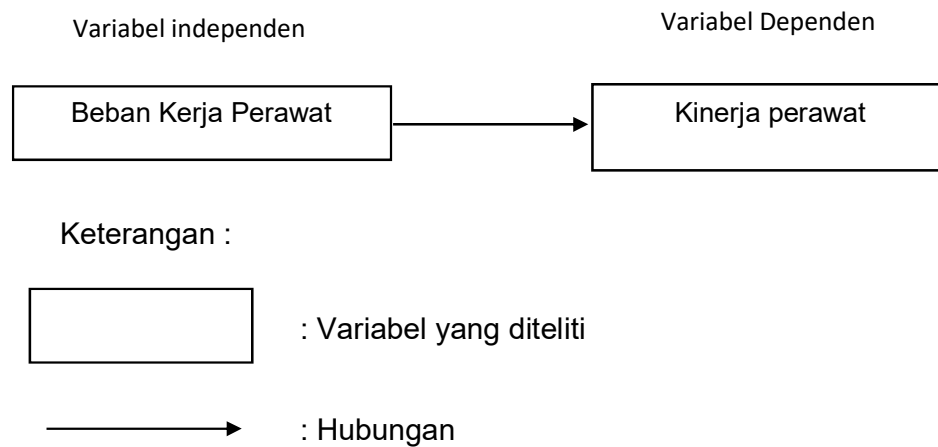 Variabel independen
Variabel Dependen
Beban Kerja Perawat
Kinerja perawat
Keterangan :
: Variabel yang diteliti
: Hubungan